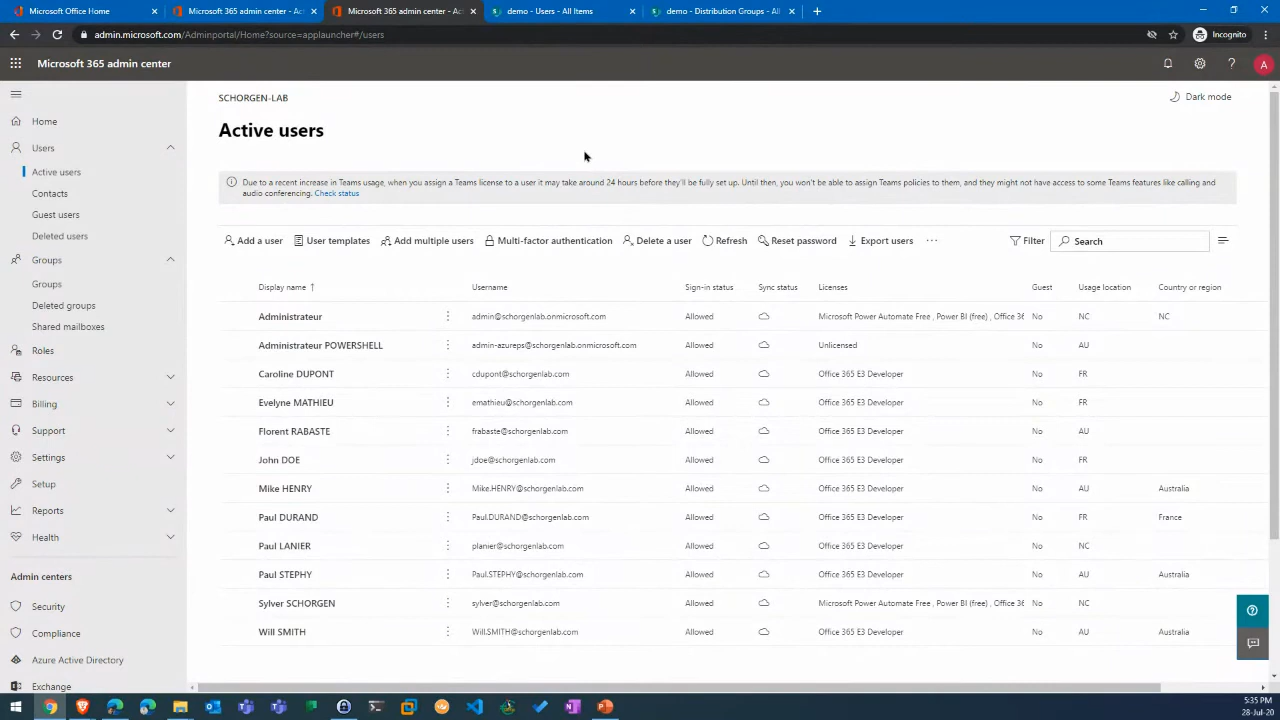 Microsoft Office Home
Microsoft 365 admin center - Act
Microsoft 365 admin center - Act
demo - Users - All Items
demo - Distribution Groups - All
admin.microsoft.com/Adminportal/Home?source=applauncher#/users
Incognito
Microsoft 365 admin center
A
Home
Users
Active users
Contacts
Guest users
Deleted users
Groups
Groups
Deleted groups
Shared mailboxes
Roles
Resources
Billing
Support
Settings
Setup
Reports
Health
Admin centers
Security
Compliance
Azure Active Directory
Exchange
SCHORGEN-LAB
Dark mode
Active users
Due to a recent increase in Teams usage, when you assign a Teams license to a user it may take around 24 hours before they'll be fully set up. Until then, you won't be able to assign Teams policies to them, and they might not have access to some Teams features like calling and
audio conferencing. Check status
Add a user User templates Add multiple users Multi-factor authentication Delete a user Refresh Reset password Export users ··· Filter Search
Display name ↑ Username Sign-in status Sync status Licenses Guest Usage location Country or region
Administrateur admin@schorgenlab.onmicrosoft.com Allowed Microsoft Power Automate Free , Power BI (free) , Office 36 No NC NC
Administrateur POWERSHELL admin-azureps@schorgenlab.onmicrosoft.com Allowed Unlicensed No AU
Caroline DUPONT cdupont@schorgenlab.com Allowed Office 365 E3 Developer No FR
Evelyne MATHIEU emathieu@schorgenlab.com Allowed Office 365 E3 Developer No FR
Florent RABASTE frabaste@schorgenlab.com Allowed Office 365 E3 Developer No AU
John DOE jdoe@schorgenlab.com Allowed Office 365 E3 Developer No FR
Mike HENRY Mike.HENRY@schorgenlab.com Allowed Office 365 E3 Developer No AU Australia
Paul DURAND Paul.DURAND@schorgenlab.com Allowed Office 365 E3 Developer No FR France
Paul LANIER planier@schorgenlab.com Allowed Office 365 E3 Developer No NC
Paul STEPHY Paul.STEPHY@schorgenlab.com Allowed Office 365 E3 Developer No AU Australia
Sylver SCHORGEN sylver@schorgenlab.com Allowed Microsoft Power Automate Free , Power BI (free) , Office 36 No NC
Will SMITH Will.SMITH@schorgenlab.com Allowed Office 365 E3 Developer No AU Australia
5:35 PM
28-Jul-20